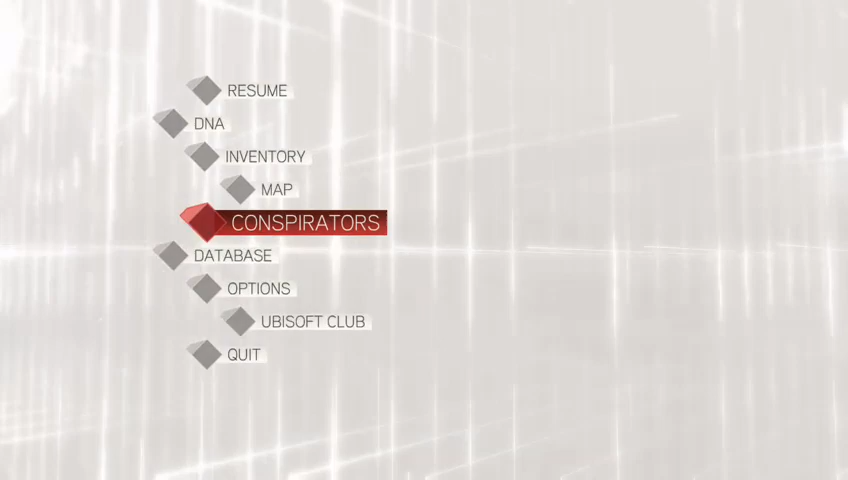 RESUME
DNA
INVENTORY
MAP
CONSPIRATORS
DATABASE
OPTIONS
UBISOFT CLUB
QUIT